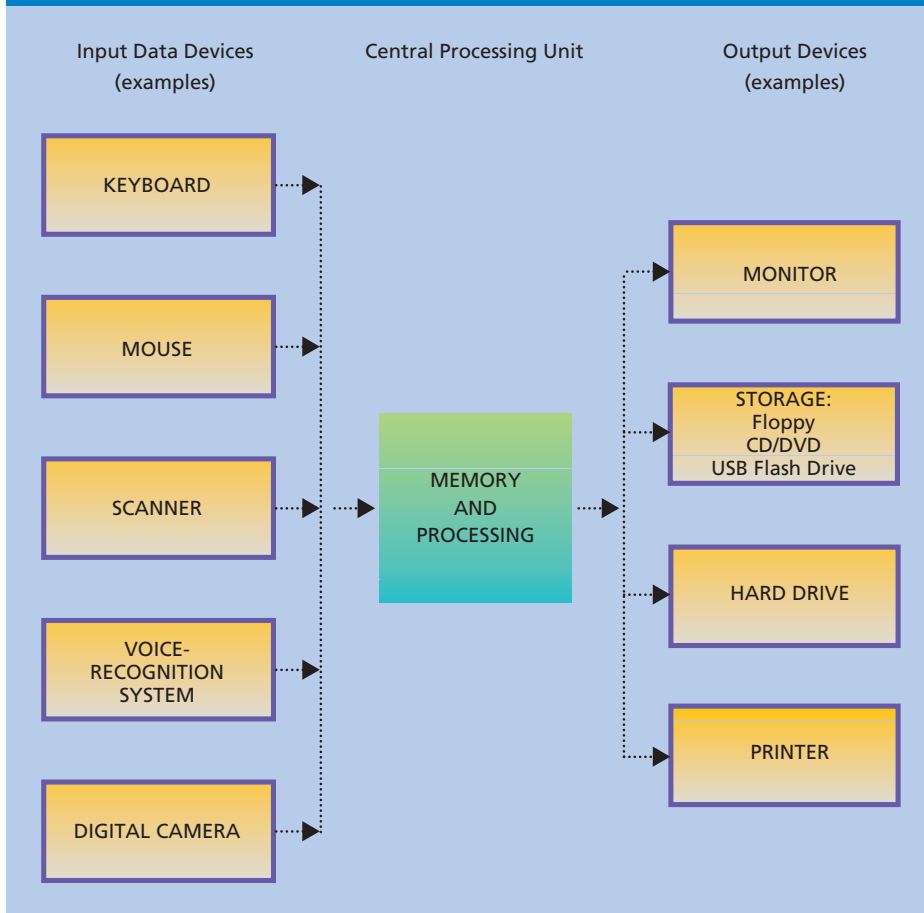 Input Data Devices
(examples)
Central Processing Unit
Output Devices
(examples)
KEYBOARD
MOUSE
SCANNER
VOICE-
RECOGNITION
SYSTEM
DIGITAL CAMERA
MEMORY
AND
PROCESSING
MONITOR
STORAGE:
Floppy
CD/DVD
USB Flash Drive
HARD DRIVE
PRINTER